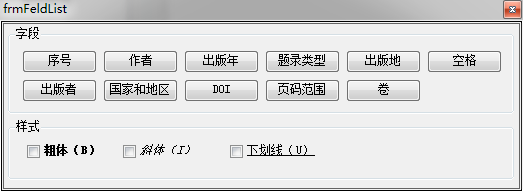 frmFeldList
x
字段
序号 作者 出版年 题录类型 出版地 空格
出版者 国家和地区 DOI 页码范围 卷
样式
粗体（B） 斜体（I） 下划线（U）